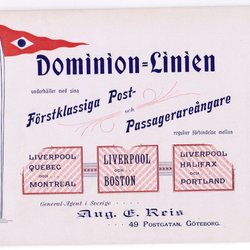 Dominion-Linien
underhåller med sina
Förstklassiga Post-
och
Passagerareångare
regulier förbindelse mellan
LIVERPOOL
QUEBEC
OCH
MONTREAL
LIVERPOOL
OCH
BOSTON
LIVERPOOL
HALIFAX
OCH
PORTLAND
General-Agent i Sverige
Aug. E. Reis
49 POSTGATAN, GÖTEBORG.